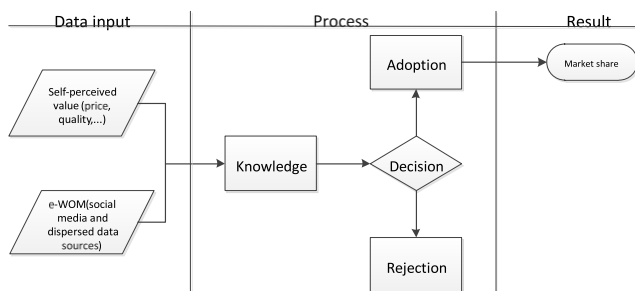 Data input
Process
Result
Self-perceived
value (price,
quality,...)
e-WOM(social
media and
dispersed data
sources)
Knowledge
Adoption
Decision
Rejection
Market share